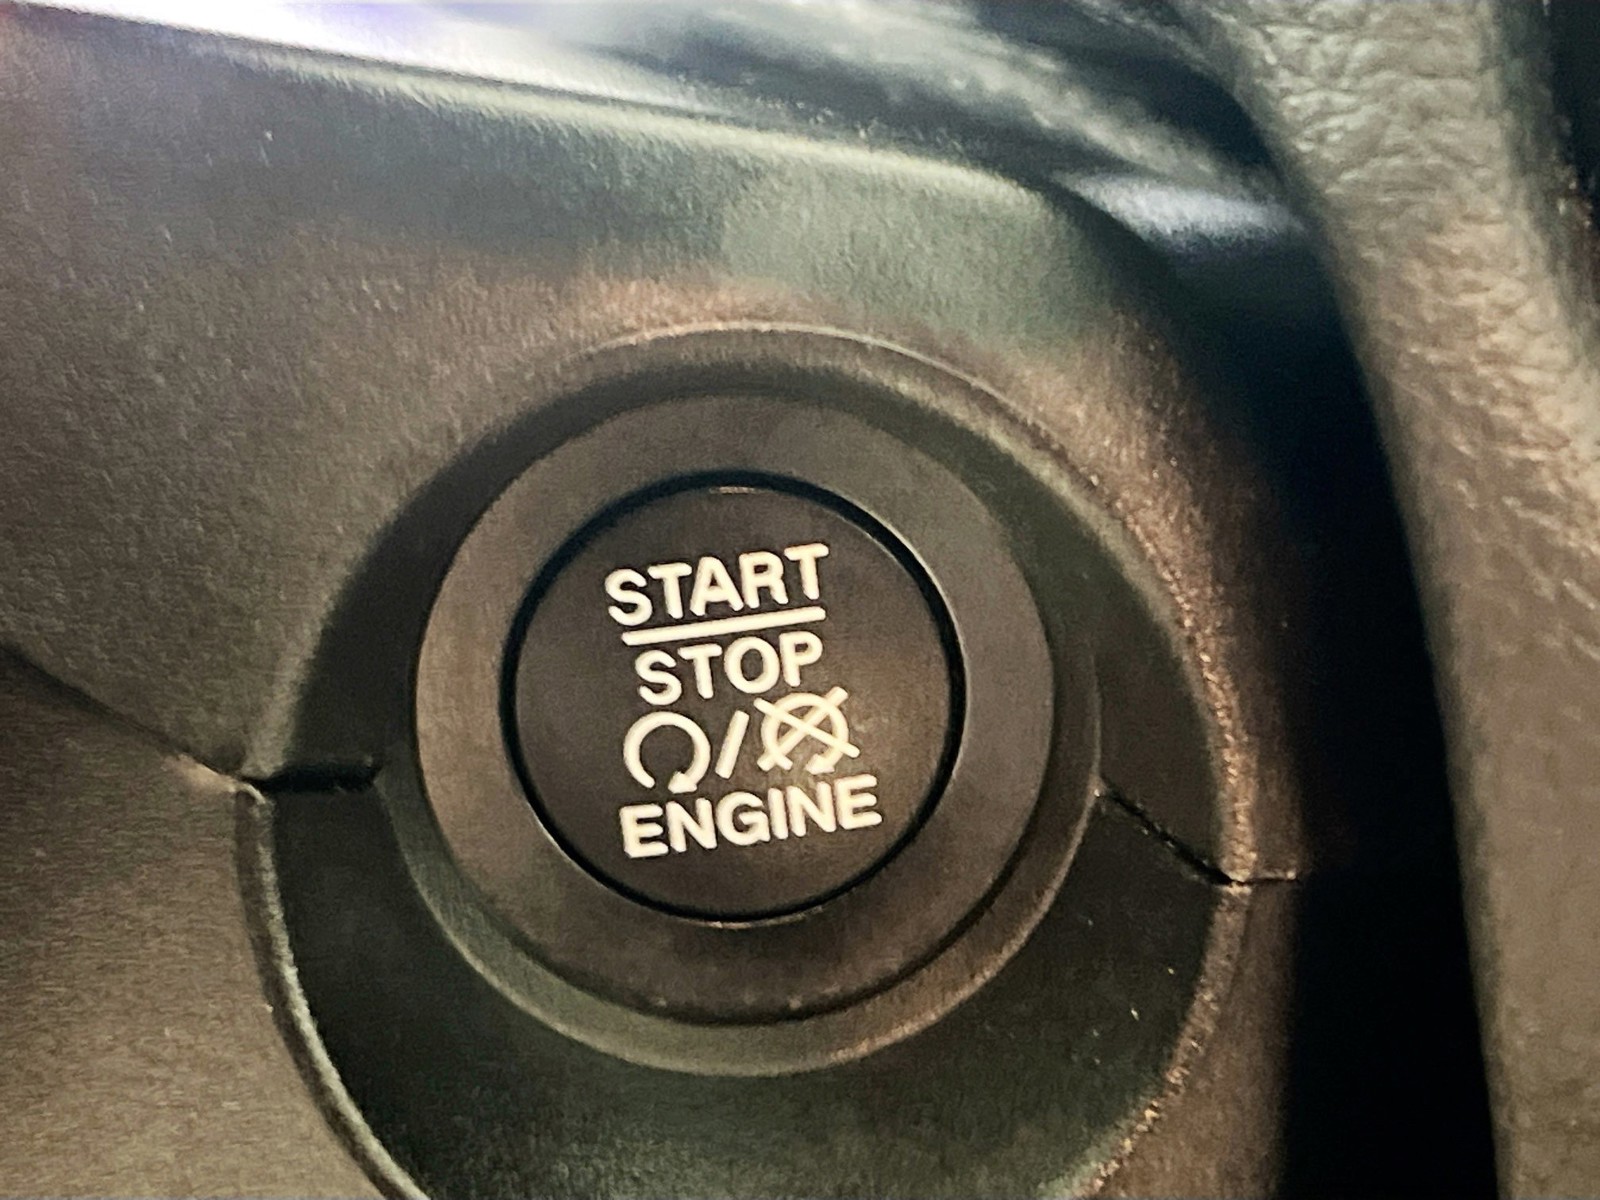 START
STOP
/
ENGINE